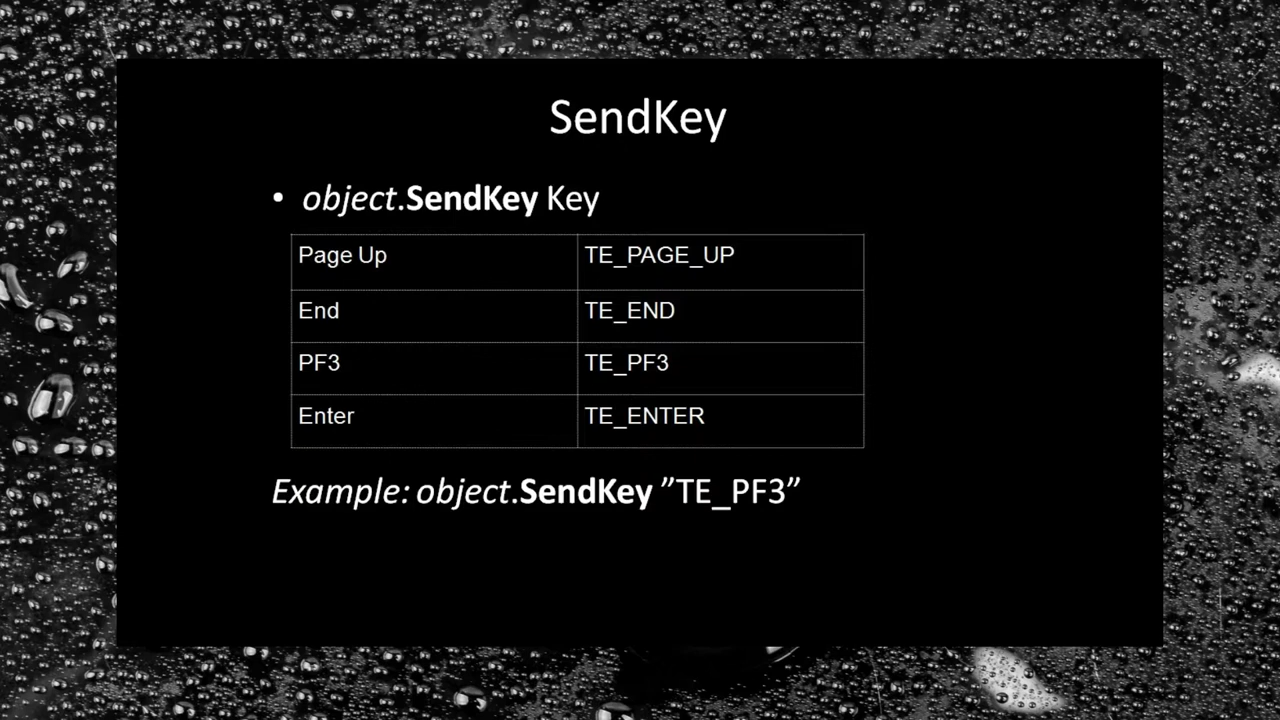 SendKey
• object.SendKey Key
Page Up TE_PAGE_UP
End TE_END
PF3 TE_PF3
Enter TE_ENTER
Example: object.SendKey ”TE_PF3”